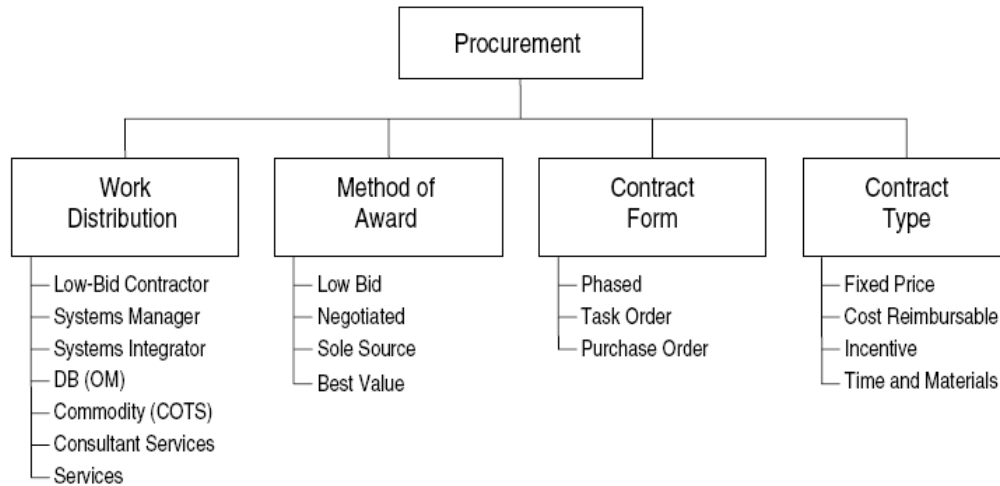 Procurement
Work
Distribution
Low-Bid Contractor
Systems Manager
Systems Integrator
DB (OM)
Commodity (COTS)
Consultant Services
Services
Method of
Award
Low Bid
Negotiated
Sole Source
Best Value
Contract
Form
Phased
Task Order
Purchase Order
Contract
Type
Fixed Price
Cost Reimbursable
Incentive
Time and Materials